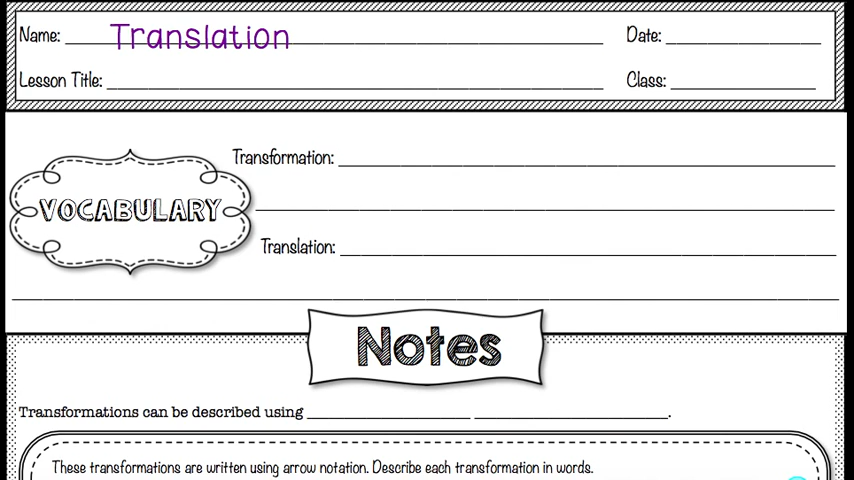 Name: Translation Date:
Lesson Title: Class:
Transformation:
VOCABULARY
Translation:
Notes
Transformations can be described using .
These transformations are written using arrow notation. Describe each transformation in words.